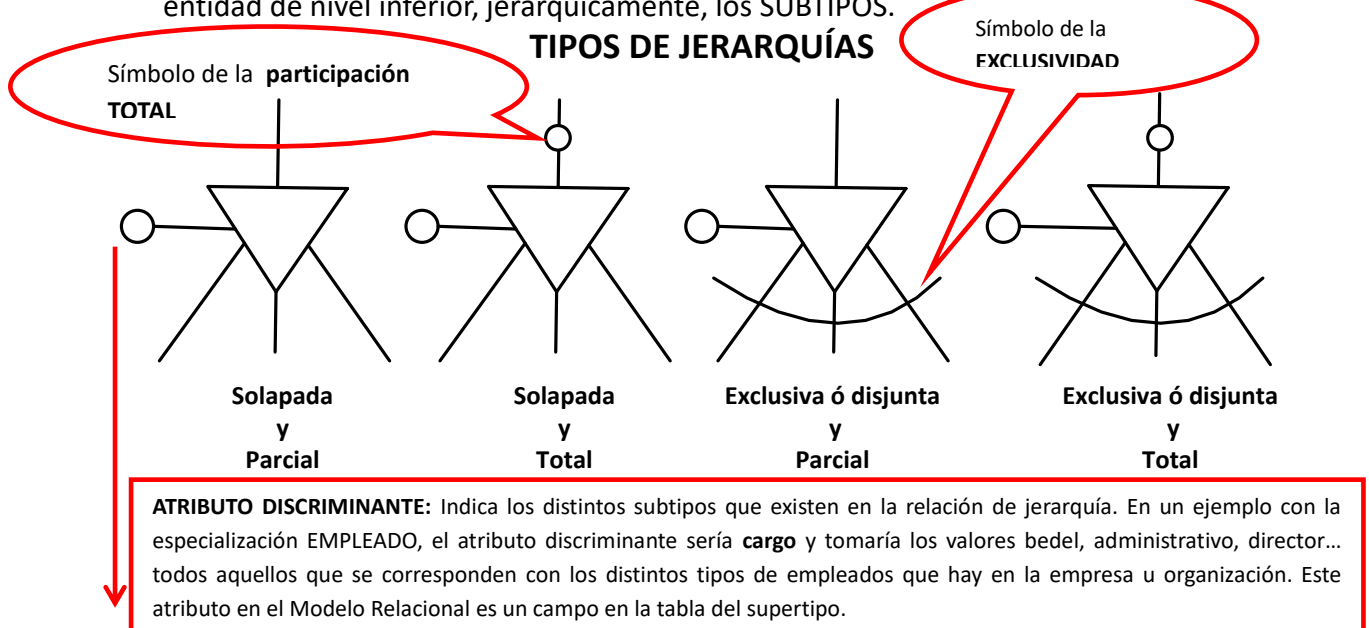 entidad de nivel inferior, jerárquicamente, los SUBTIPOS.
TIPOS DE JERARQUÍAS
Símbolo de la participación
TOTAL
Símbolo de la
EXCLUSIVIDAD
Solapada
y
Parcial
Solapada
y
Total
Exclusiva ó disjunta
y
Parcial
Exclusiva ó disjunta
y
Total
ATRIBUTO DISCRIMINANTE: Indica los distintos subtipos que existen en la relación de jerarquía. En un ejemplo con la
especialización EMPLEADO, el atributo discriminante sería cargo y tomaría los valores bedel, administrativo, director…
todos aquellos que se corresponden con los distintos tipos de empleados que hay en la empresa u organización. Este
atributo en el Modelo Relacional es un campo en la tabla del supertipo.